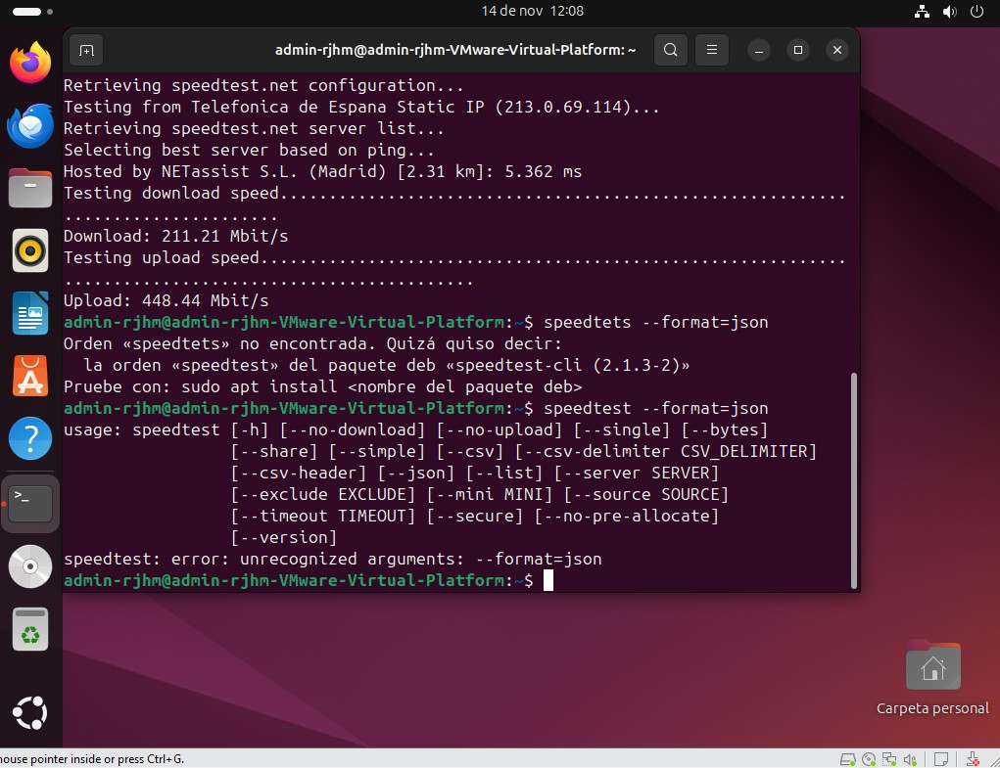 14 de nov 12:08
admin-rjhm@admin-rjhm-VMware-Virtual-Platform: ~
Retrieving speedtest.net configuration...
Testing from Telefonica de Espana Static IP (213.0.69.114)...
Retrieving speedtest.net server list...
Selecting best server based on ping...
Hosted by NETassist S.L. (Madrid) [2.31 km]: 5.362 ms
Testing download speed..........................................................
......................
Download: 211.21 Mbit/s
Testing upload speed............................................................
..........................................
Upload: 448.44 Mbit/s
admin-rjhm@admin-rjhm-VMware-Virtual-Platform:~$ speedtets --format=json
Orden «speedtets» no encontrada. Quizá quiso decir:
  la orden «speedtest» del paquete deb «speedtest-cli (2.1.3-2)»
Pruebe con: sudo apt install <nombre del paquete deb>
admin-rjhm@admin-rjhm-VMware-Virtual-Platform:~$ speedtest --format=json
usage: speedtest [-h] [--no-download] [--no-upload] [--single] [--bytes]
                 [--share] [--simple] [--csv] [--csv-delimiter CSV_DELIMITER]
                 [--csv-header] [--json] [--list] [--server SERVER]
                 [--exclude EXCLUDE] [--mini MINI] [--source SOURCE]
                 [--timeout TIMEOUT] [--secure] [--no-pre-allocate]
                 [--version]
speedtest: error: unrecognized arguments: --format=json
admin-rjhm@admin-rjhm-VMware-Virtual-Platform:~$
Carpeta personal
nouse pointer inside or press Ctrl+G.